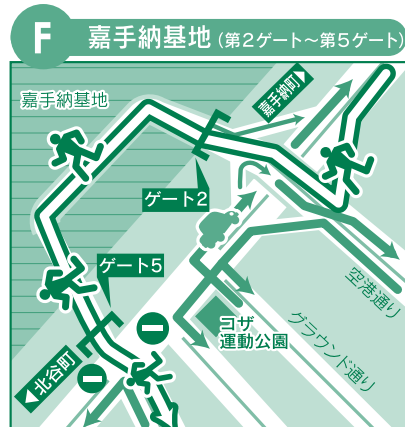 F
嘉手納基地 (第2ゲート〜第5ゲート)
嘉手納町▶
嘉手納基地
ゲート2
ゲート5
空港通り
コザ
運動公園
グラウンド通り
◀北谷町